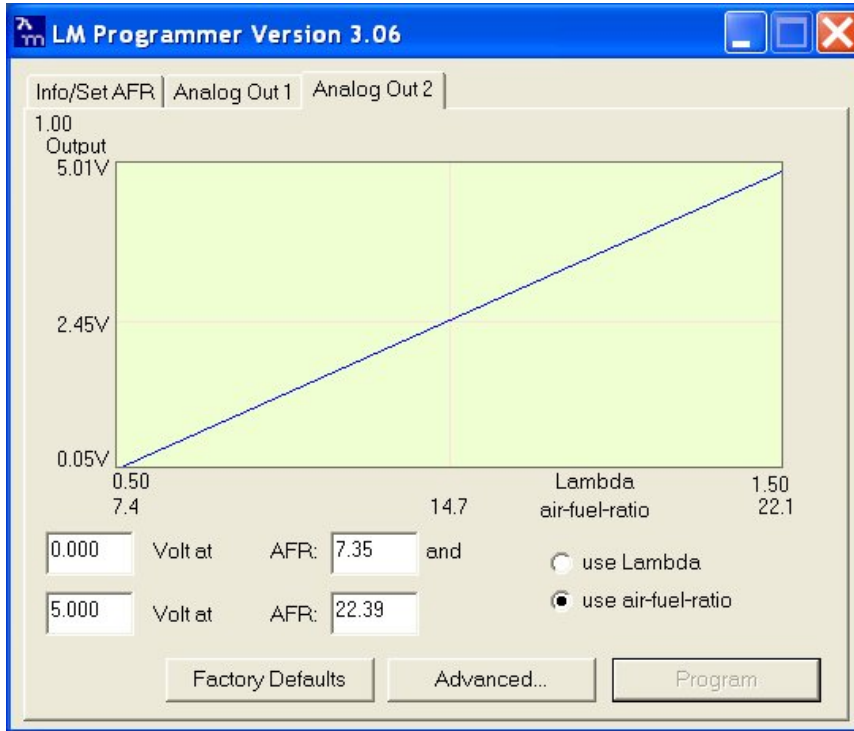 LM Programmer Version 3.06
Info/Set AFR Analog Out 1 Analog Out 2
1.00
Output
5.01V
2.45V
0.05V
0.50 Lambda 1.50
7.4 14.7 air-fuel-ratio 22.1
0.000 Volt at AFR: 7.35 and
use Lambda
5.000 Volt at AFR: 22.39
use air-fuel-ratio
Factory Defaults Advanced... Program